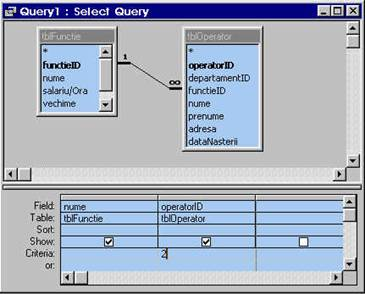 Query1 : Select Query
tblFunctie
*
functieID
nume
salariu/Ora
vechime
1
∞
tblOperator
*
operatorID
departamentID
functieID
nume
prenume
adresa
dataNasterii
Field: nume operatorID
Table: tblFunctie tblOperator
Sort:
Show:
Criteria: 2
or: